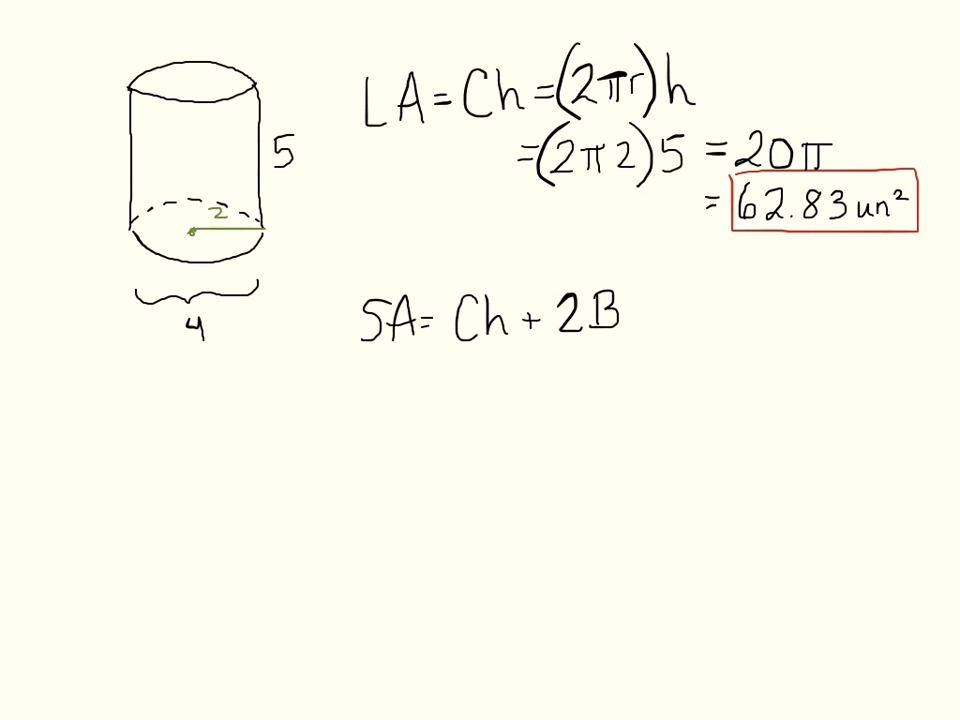 LA = Ch = (2πr)h
= (2π2)5 = 20π
= 62.83 un²
5
2
4
SA = Ch + 2B